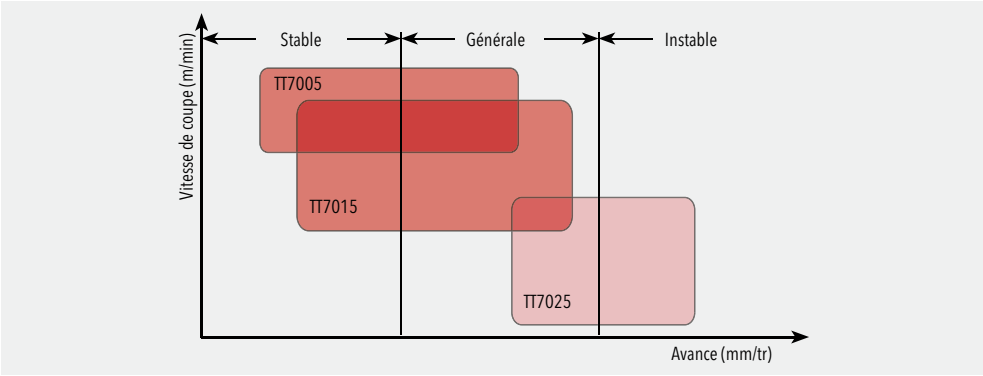 Stable
Générale
Instable
Vitesse de coupe (m/min)
TT7005
TT7015
TT7025
Avance (mm/tr)